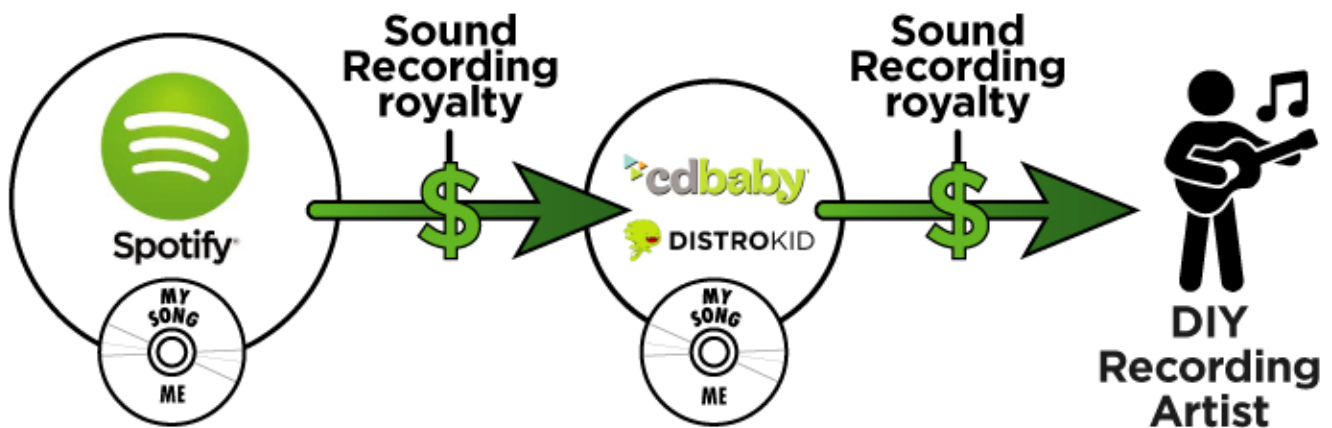 Sound
Recording
royalty
$
Spotify®
MY
SONG
ME
cdbaby
DISTROKID
MY
SONG
ME
Sound
Recording
royalty
$
DIY
Recording
Artist